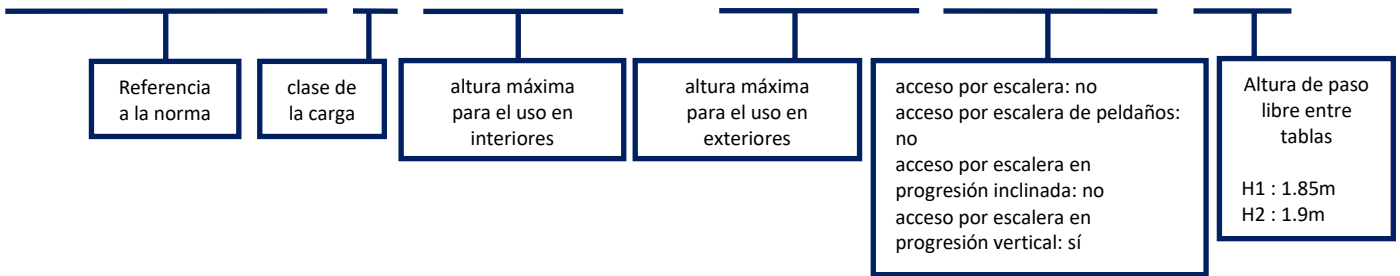 Referencia
a la norma
clase de
la carga
altura máxima
para el uso en
interiores
altura máxima
para el uso en
exteriores
acceso por escalera: no
acceso por escalera de peldaños:
no
acceso por escalera en
progresión inclinada: no
acceso por escalera en
progresión vertical: sí
Altura de paso
libre entre
tablas
H1 : 1.85m
H2 : 1.9m